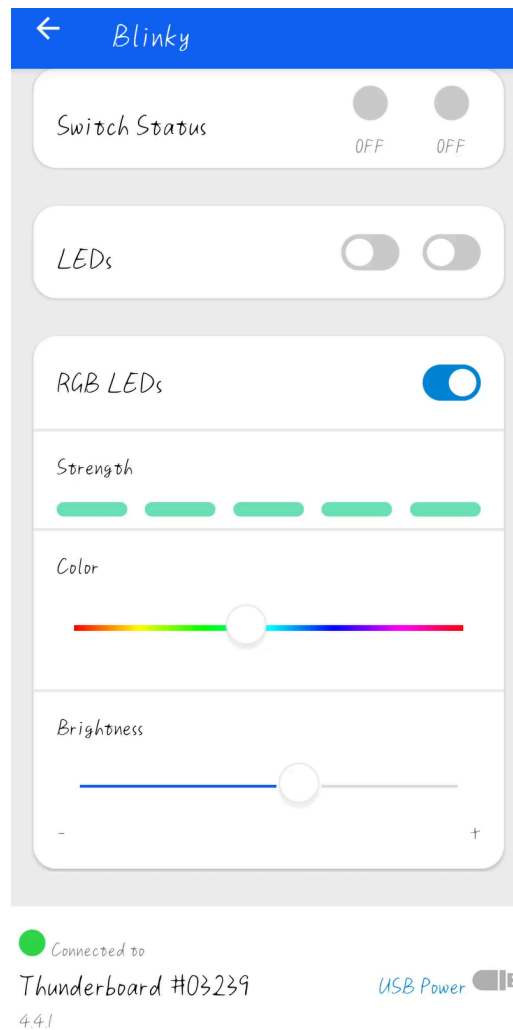 Blinky
Switch Status
OFF OFF
LEDs
RGB LEDs
Strength
Color
Brightness
- +
Connected to
Thunderboard #03239
USB Power
4.4.1